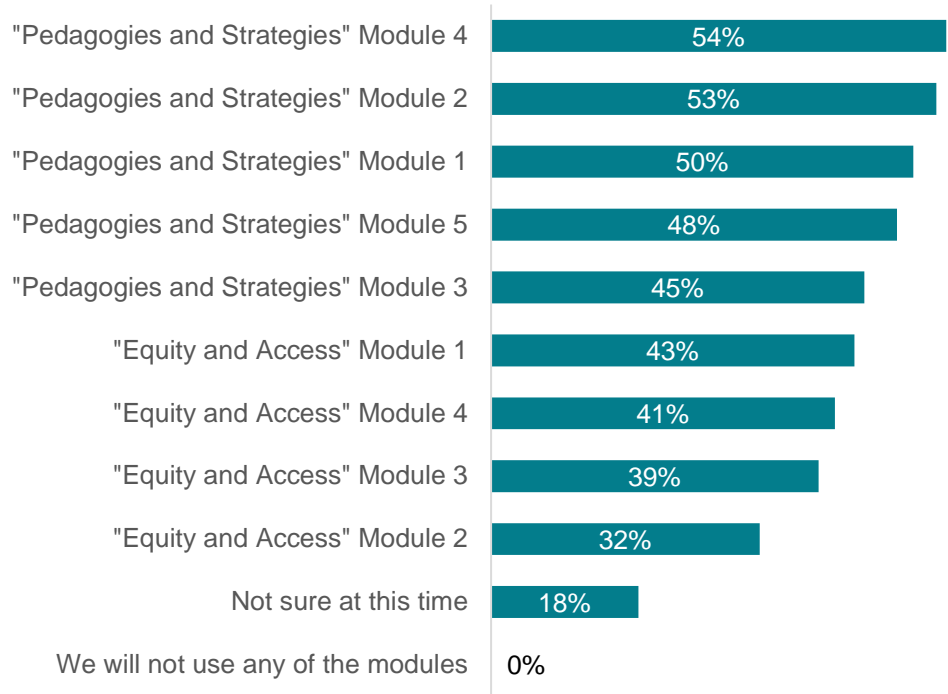 "Pedagogies and Strategies" Module 4 54%
"Pedagogies and Strategies" Module 2 53%
"Pedagogies and Strategies" Module 1 50%
"Pedagogies and Strategies" Module 5 48%
"Pedagogies and Strategies" Module 3 45%
"Equity and Access" Module 1 43%
"Equity and Access" Module 4 41%
"Equity and Access" Module 3 39%
"Equity and Access" Module 2 32%
Not sure at this time 18%
We will not use any of the modules 0%